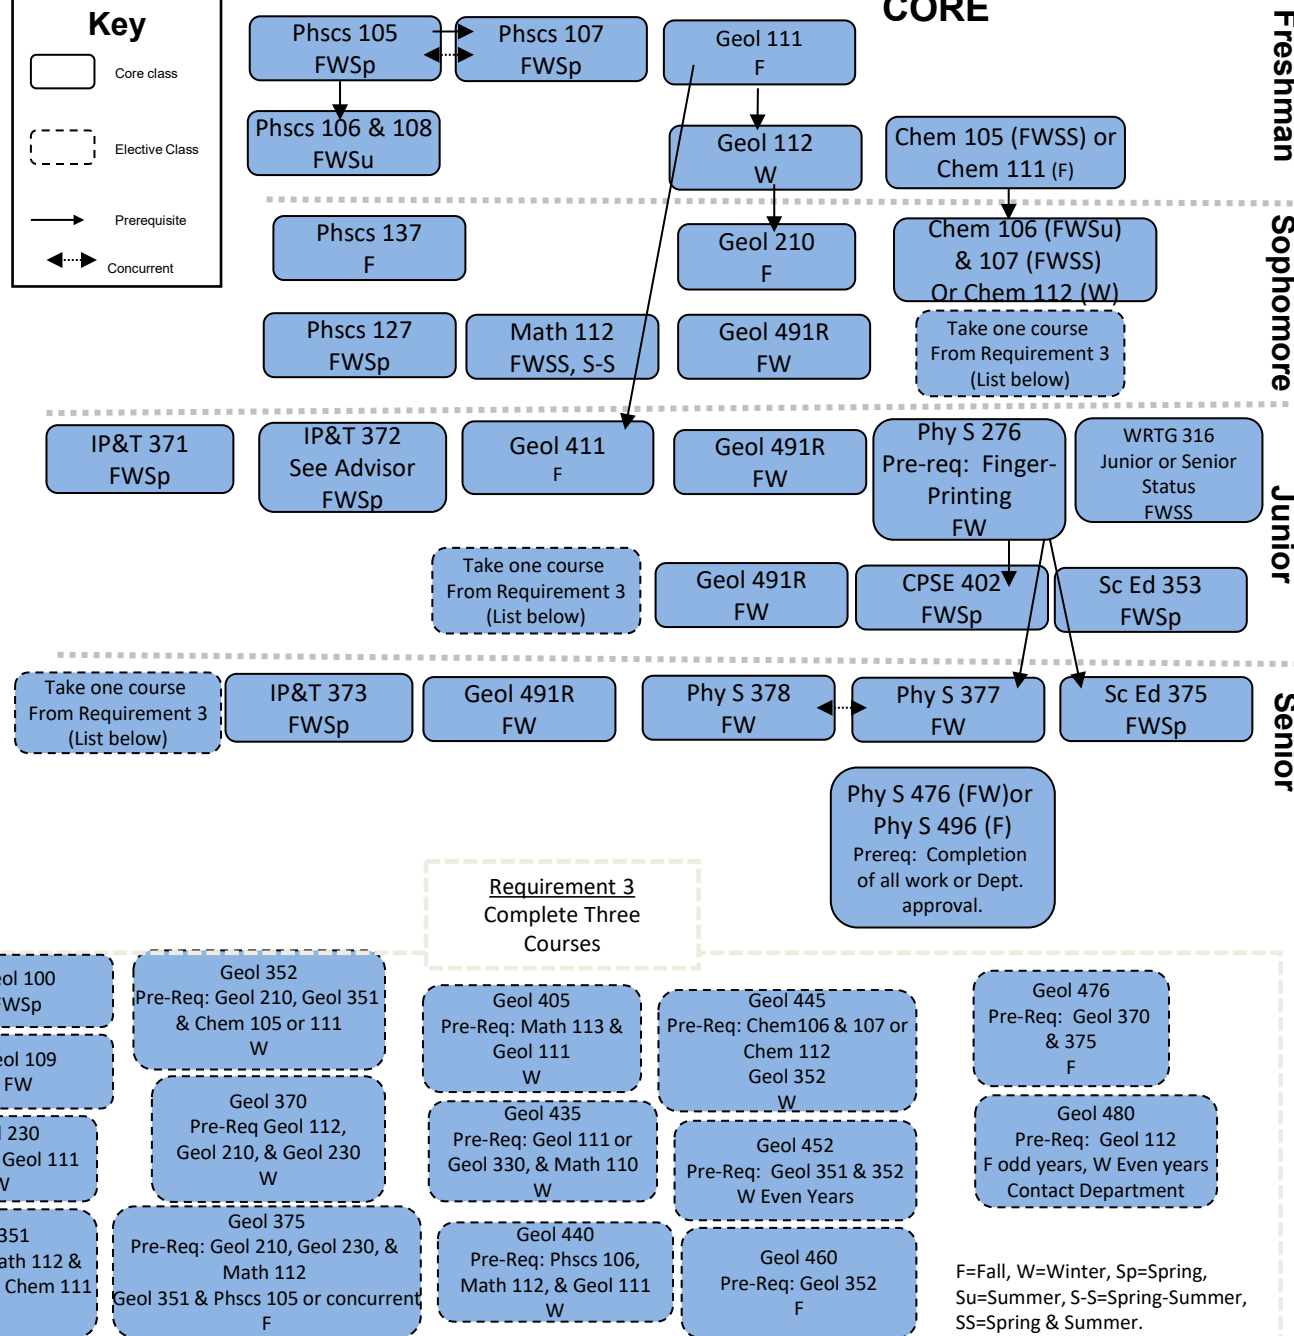 Key
Core class
Elective Class
Prerequisite
Concurrent
CORE
Freshman
Phscs 105
FWSp
Phscs 107
FWSp
Geol 111
F
Phscs 106 & 108
FWSu
Geol 112
W
Chem 105 (FWSS) or
Chem 111 (F)
Sophomore
Phscs 137
F
Geol 210
F
Chem 106 (FWSu)
& 107 (FWSS)
Or Chem 112 (W)
Phscs 127
FWSp
Math 112
FWSS, S-S
Geol 491R
FW
Take one course
From Requirement 3
(List below)
Junior
IP&T 371
FWSp
IP&T 372
See Advisor
FWSp
Geol 411
F
Geol 491R
FW
Phy S 276
Pre-req: Finger-
Printing
FW
WRTG 316
Junior or Senior
Status
FWSS
Take one course
From Requirement 3
(List below)
Geol 491R
FW
CPSE 402
FWSp
Sc Ed 353
FWSp
Senior
Take one course
From Requirement 3
(List below)
IP&T 373
FWSp
Geol 491R
FW
Phy S 378
FW
Phy S 377
FW
Sc Ed 375
FWSp
Phy S 476 (FW)or
Phy S 496 (F)
Prereq: Completion
of all work or Dept.
approval.
Requirement 3
Complete Three
Courses
ol 100
WSp
ol 109
FW
230
Geol 111
W
351
ath 112 &
Chem 111
Geol 352
Pre-Req: Geol 210, Geol 351
& Chem 105 or 111
W
Geol 370
Pre-Req Geol 112,
Geol 210, & Geol 230
W
Geol 375
Pre-Req: Geol 210, Geol 230, &
Math 112
Geol 351 & Phscs 105 or concurrent
F
Geol 405
Pre-Req: Math 113 &
Geol 111
W
Geol 435
Pre-Req: Geol 111 or
Geol 330, & Math 110
W
Geol 440
Pre-Req: Phscs 106,
Math 112, & Geol 111
W
Geol 445
Pre-Req: Chem106 & 107 or
Chem 112
Geol 352
W
Geol 452
Pre-Req: Geol 351 & 352
W Even Years
Geol 460
Pre-Req: Geol 352
F
Geol 476
Pre-Req: Geol 370
& 375
F
Geol 480
Pre-Req: Geol 112
F odd years, W Even years
Contact Department
F=Fall, W=Winter, Sp=Spring,
Su=Summer, S-S=Spring-Summer,
SS=Spring & Summer.